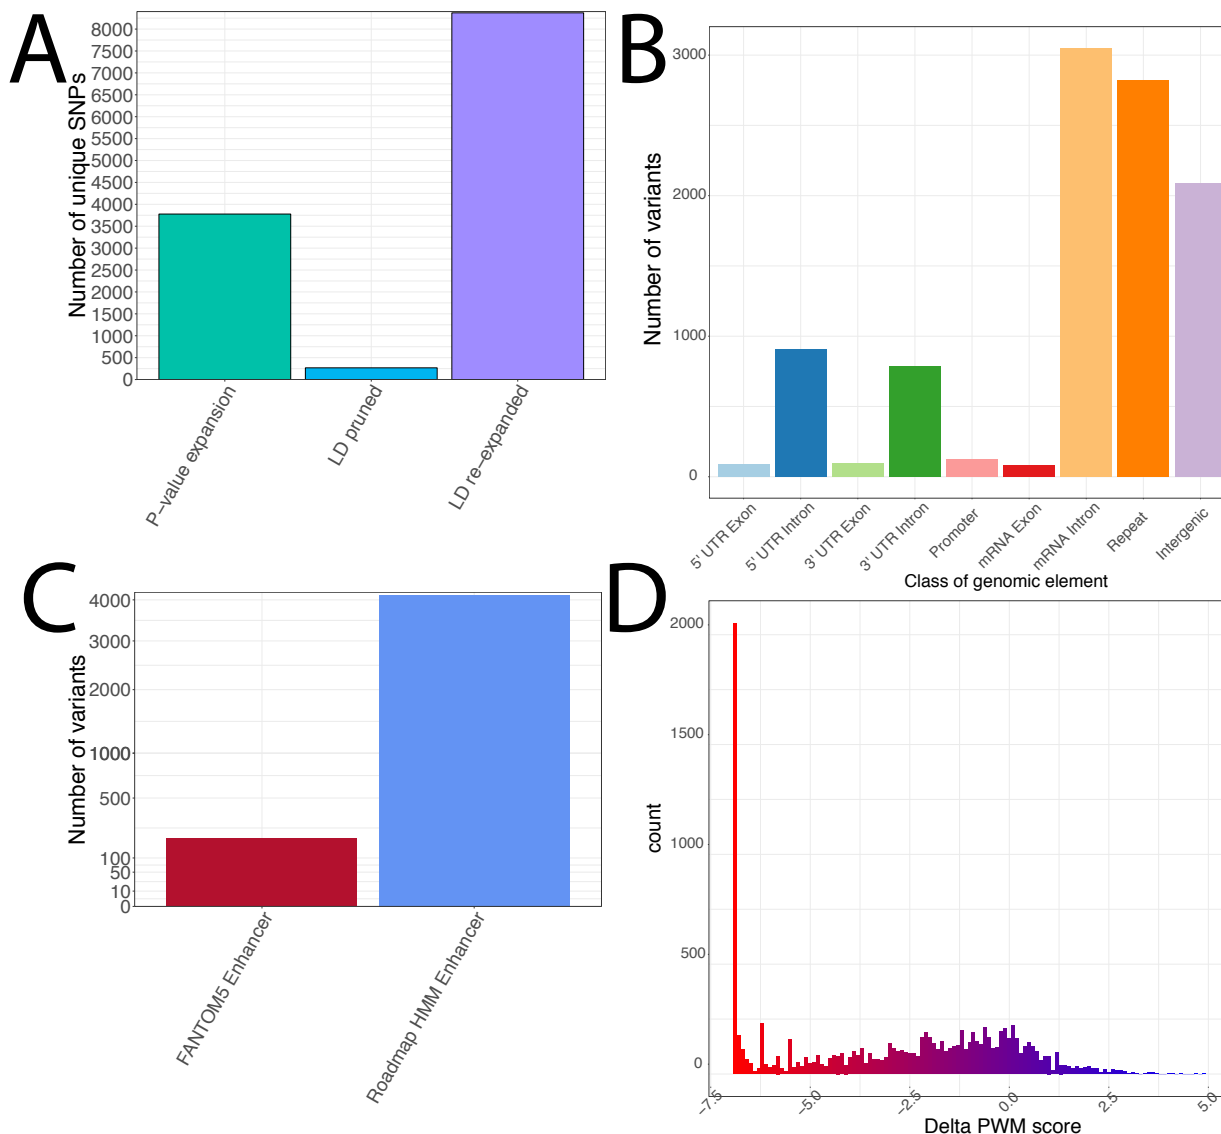 A
Number of unique SNPs
8000
7500
7000
6500
6000
5500
5000
4500
4000
3500
3000
2500
2000
1500
1000
500
0
P-value expansion
LD pruned
LD re-expanded
B
Number of variants
3000
2000
1000
0
5' UTR Exon
5' UTR Intron
3' UTR Exon
3' UTR Intron
Promoter
mRNA Exon
mRNA Intron
Repeat
Intergenic
Class of genomic element
C
Number of variants
4000
3000
2000
1000
500
100
50
10
0
FANTOM5 Enhancer
Roadmap HMM Enhancer
D
count
2000
1500
1000
500
0
-7.5
-5.0
-2.5
0.0
2.5
5.0
Delta PWM score